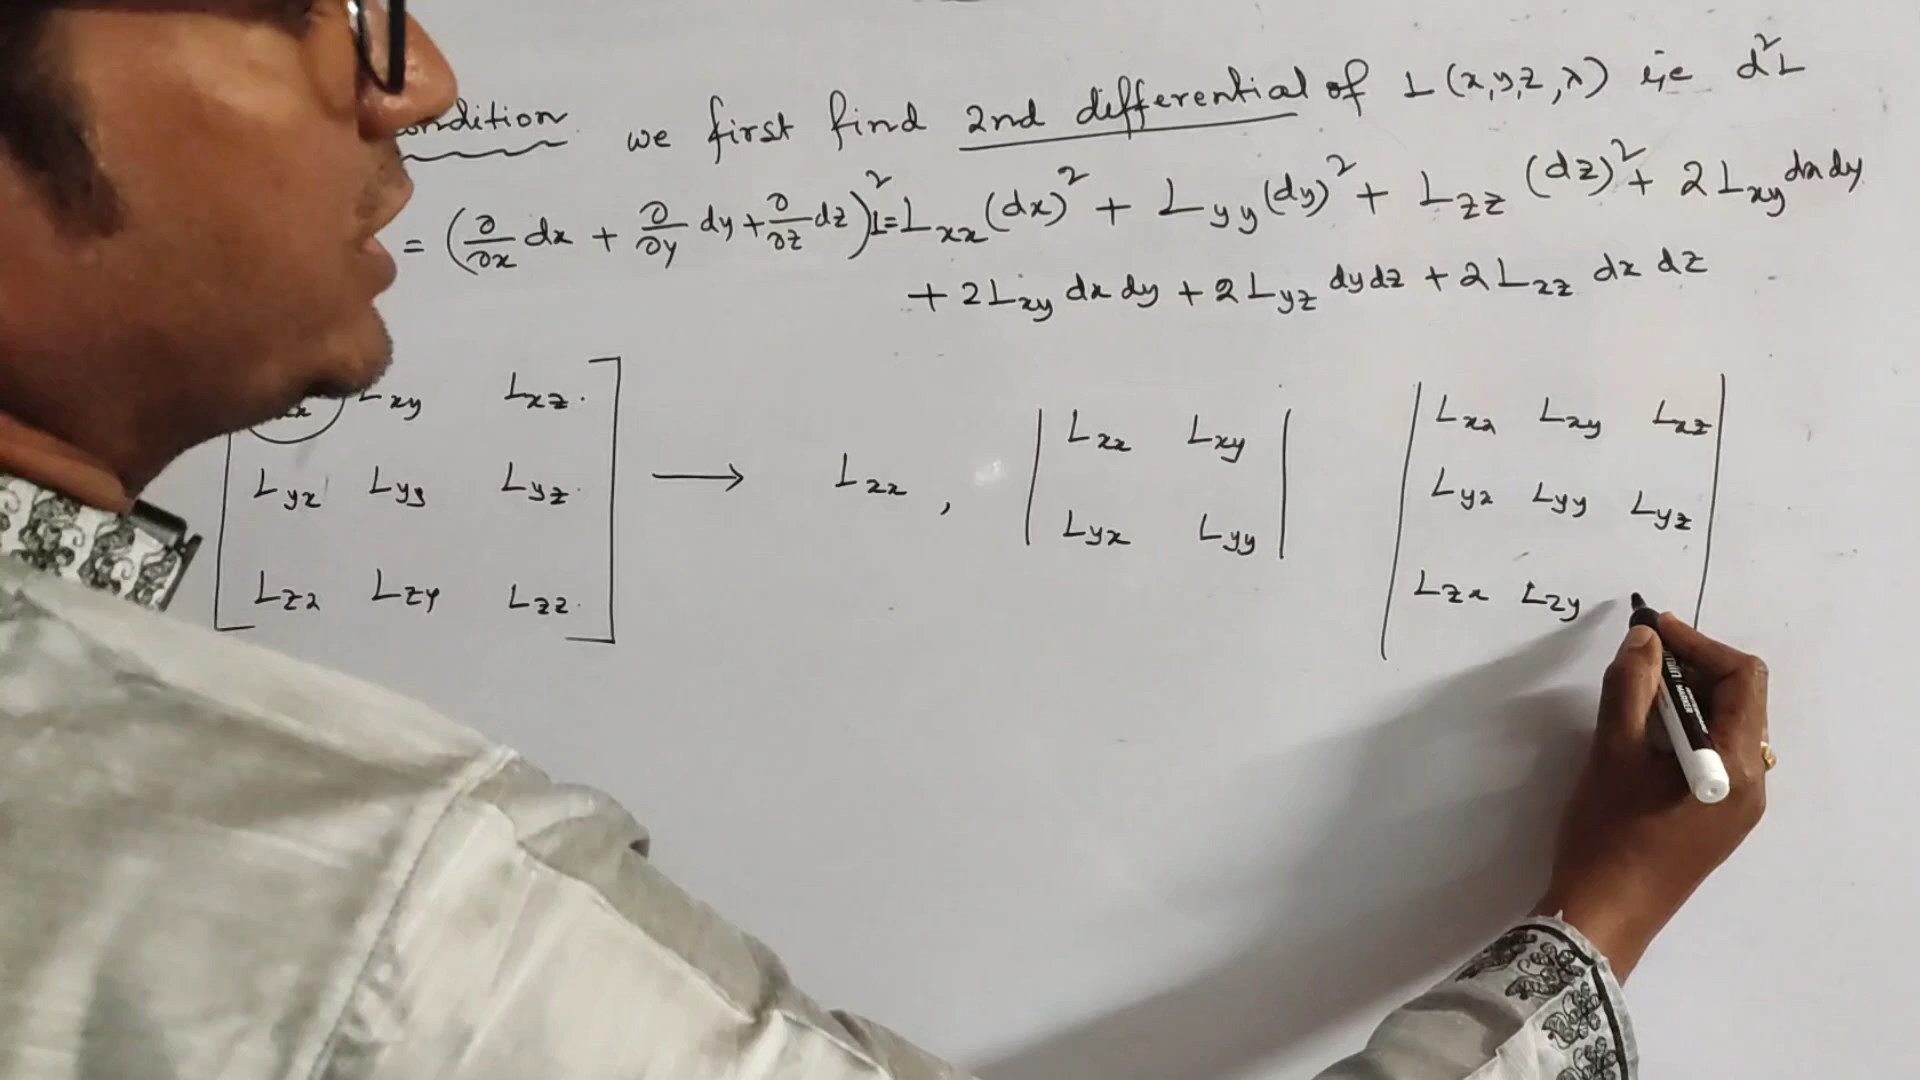 ondition we first find 2nd differential of L(x,y,z,λ) i,e d²L
= (∂/∂x dx + ∂/∂y dy + ∂/∂z dz)² L = Lxx (dx)² + Lyy (dy)² + Lzz (dz)² + 2Lxy dx dy
+ 2Lxy dx dy + 2Lyz dy dz + 2Lxz dx dz
x Lxy Lxz
Lyx Lyy Lyz
Lzx Lzy Lzz
→ Lxx ,
Lxx Lxy
Lyx Lyy
Lxx Lxy Lxz
Lyx Lyy Lyz
Lzx Lzy